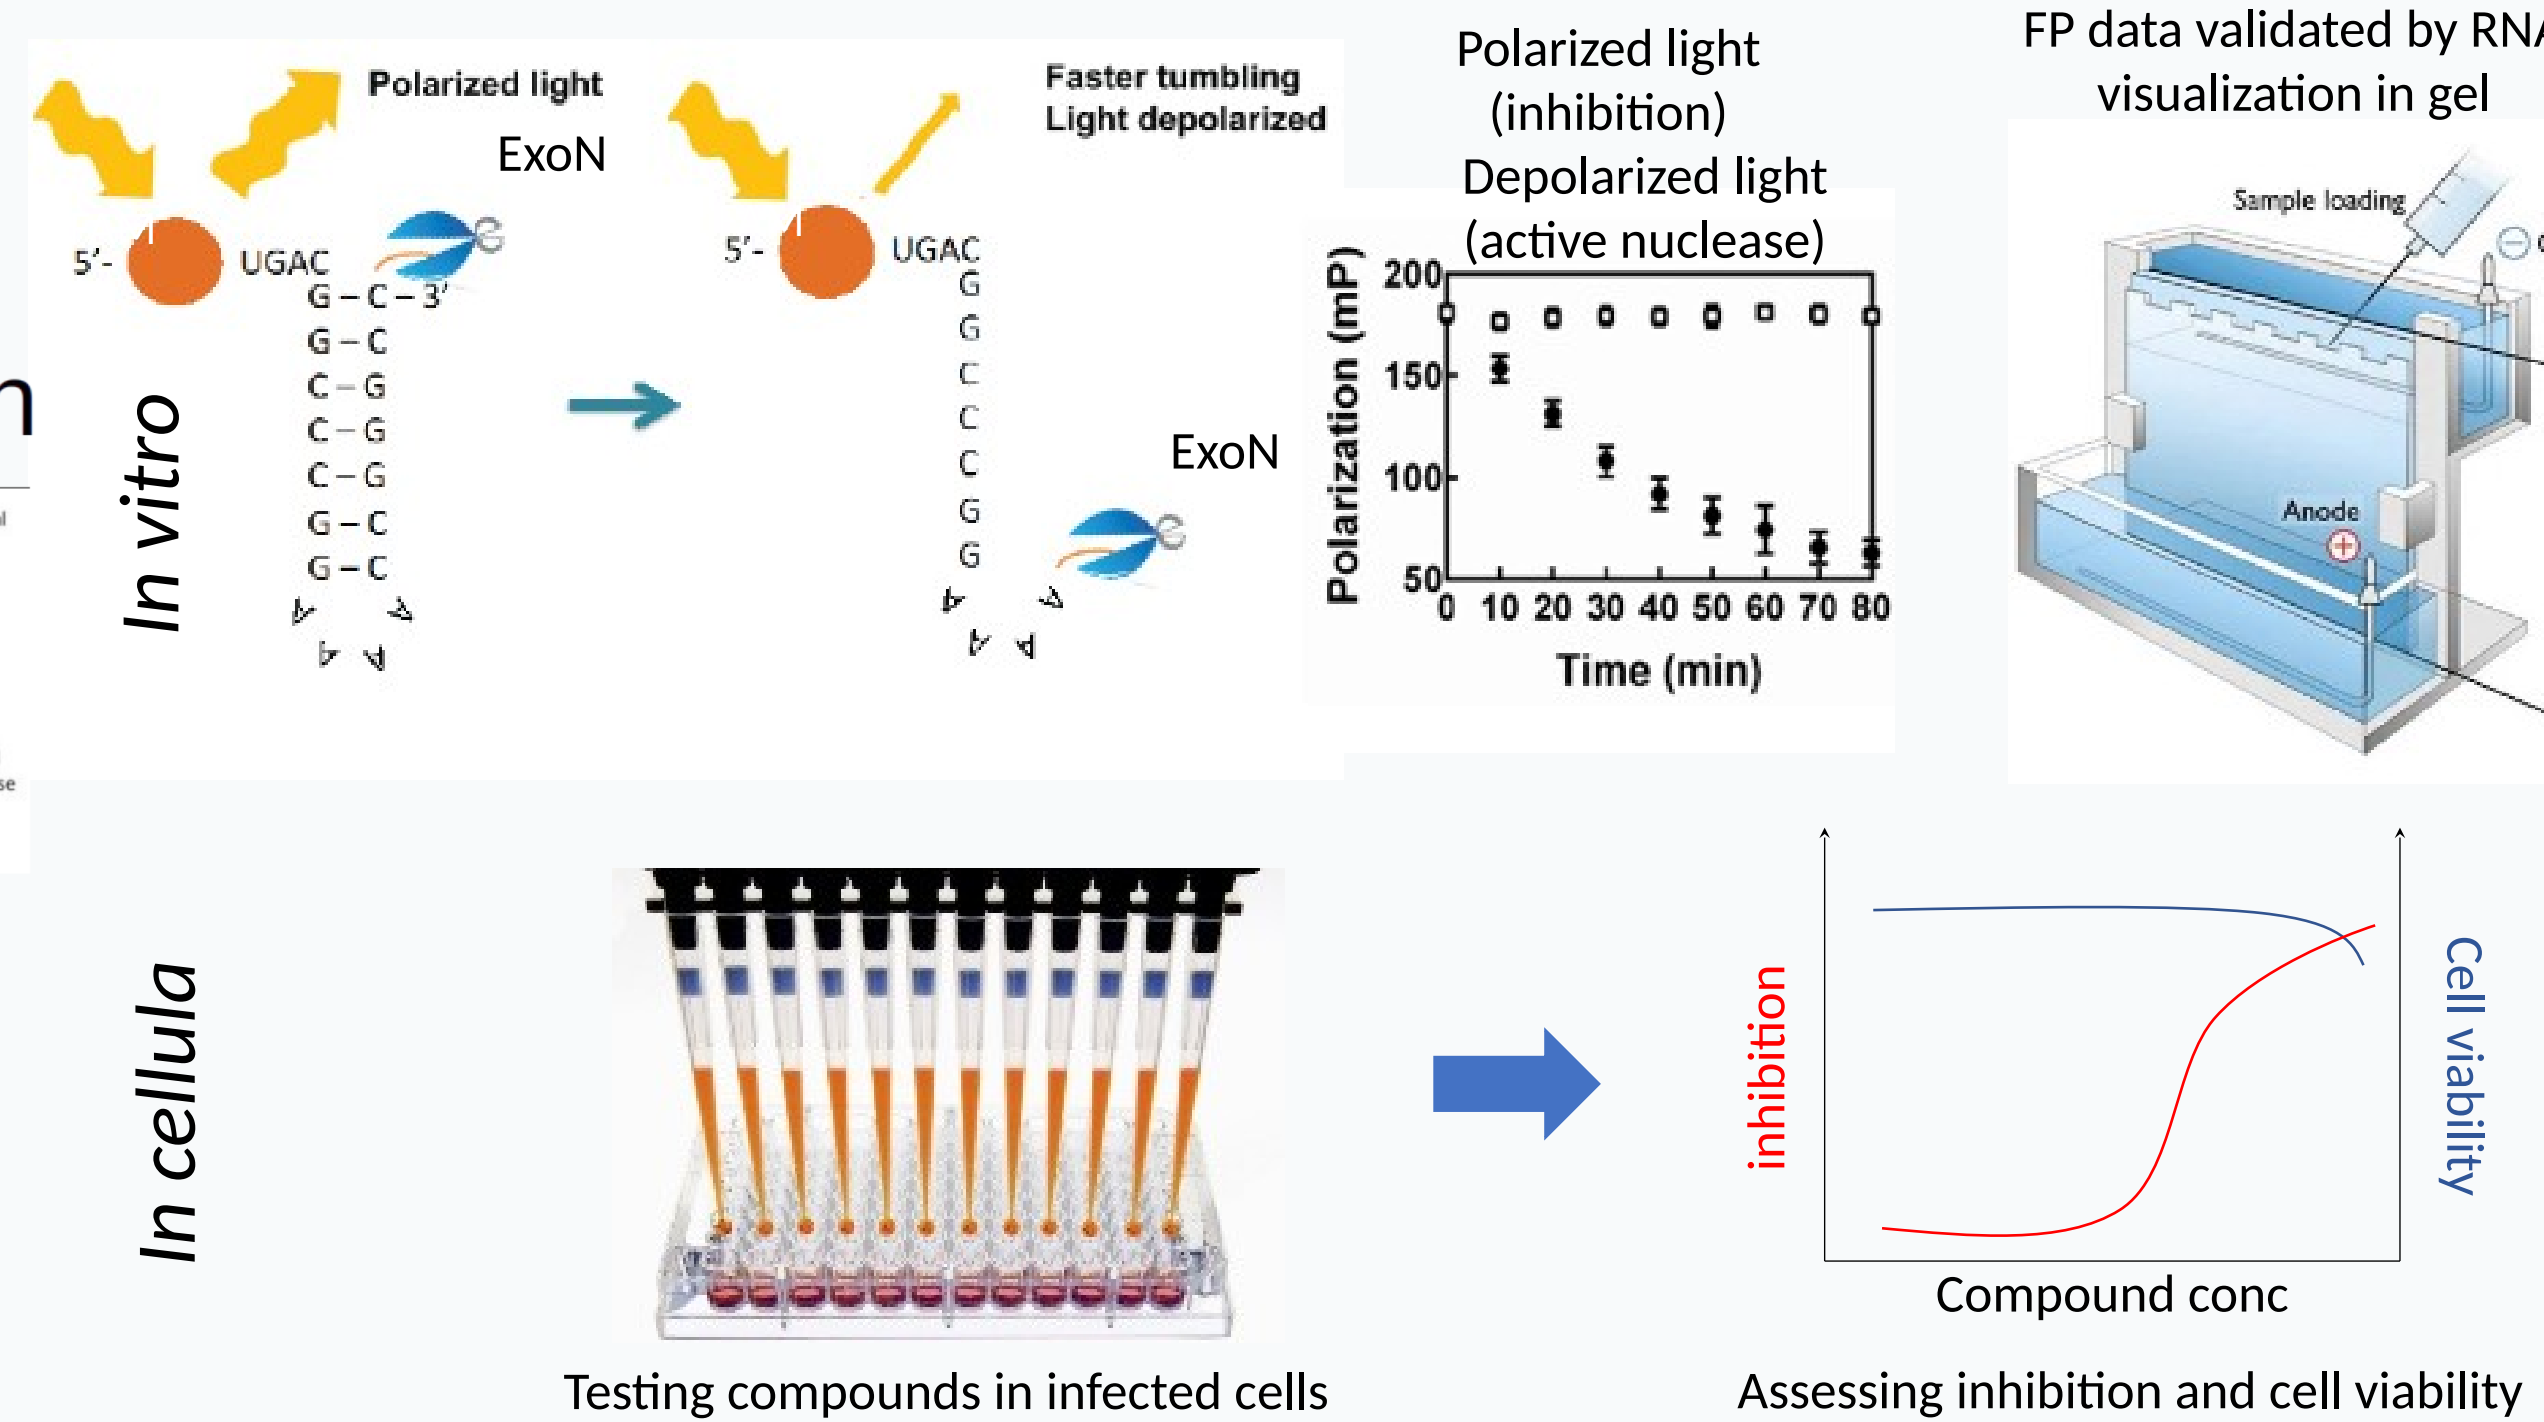 Polarized light
ExoN
5'-
UGAC
G – C – 3'
G – C
C – G
C – G
C – G
G – C
G – C
A A
A A
Faster tumbling
Light depolarized
5'-
UGAC
G
G
C
C
C
G
G
A A
A A
ExoN
In vitro
Polarized light
(inhibition)
Depolarized light
(active nuclease)
Polarization (mP)
200
150
100
50
0 10 20 30 40 50 60 70 80
Time (min)
FP data validated by RNA
visualization in gel
Sample loading
Anode
In cellula
Testing compounds in infected cells
inhibition
Cell viability
Compound conc
Assessing inhibition and cell viability